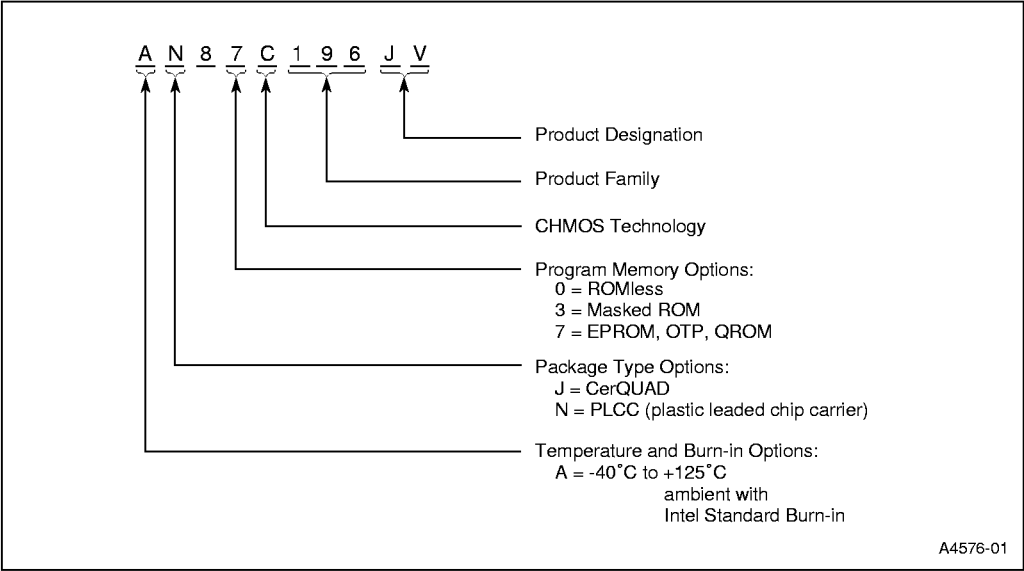 A N 8 7 C 1 9 6 J V
Product Designation
Product Family
CHMOS Technology
Program Memory Options:
0 = ROMless
3 = Masked ROM
7 = EPROM, OTP, QROM
Package Type Options:
J = CerQUAD
N = PLCC (plastic leaded chip carrier)
Temperature and Burn-in Options:
A = -40˚C to +125˚C
ambient with
Intel Standard Burn-in
A4576-01